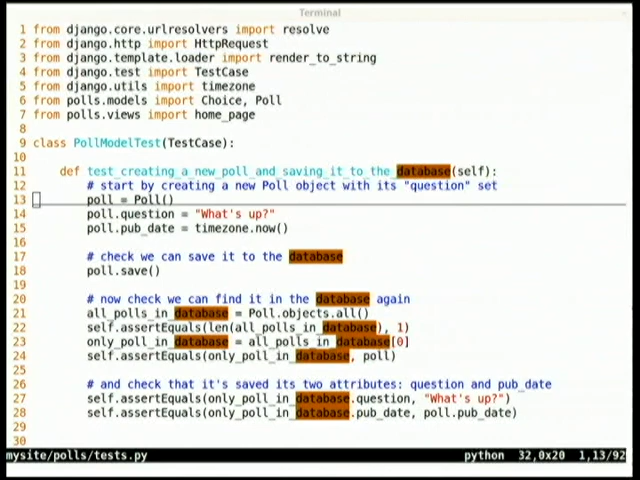 Terminal
1 from django.core.urlresolvers import resolve
2 from django.http import HttpRequest
3 from django.template.loader import render_to_string
4 from django.test import TestCase
5 from django.utils import timezone
6 from polls.models import Choice, Poll
7 from polls.views import home_page
8
9 class PollModelTest(TestCase):
10
11 def test_creating_a_new_poll_and_saving_it_to_the_database(self):
12 # start by creating a new Poll object with its "question" set
13 poll = Poll()
14 poll.question = "What's up?"
15 poll.pub_date = timezone.now()
16
17 # check we can save it to the database
18 poll.save()
19
20 # now check we can find it in the database again
21 all_polls_in_database = Poll.objects.all()
22 self.assertEquals(len(all_polls_in_database), 1)
23 only_poll_in_database = all_polls_in_database[0]
24 self.assertEquals(only_poll_in_database, poll)
25
26 # and check that it's saved its two attributes: question and pub_date
27 self.assertEquals(only_poll_in_database.question, "What's up?")
28 self.assertEquals(only_poll_in_database.pub_date, poll.pub_date)
29
30
mysite/polls/tests.py python 32,0x20 1,13/92